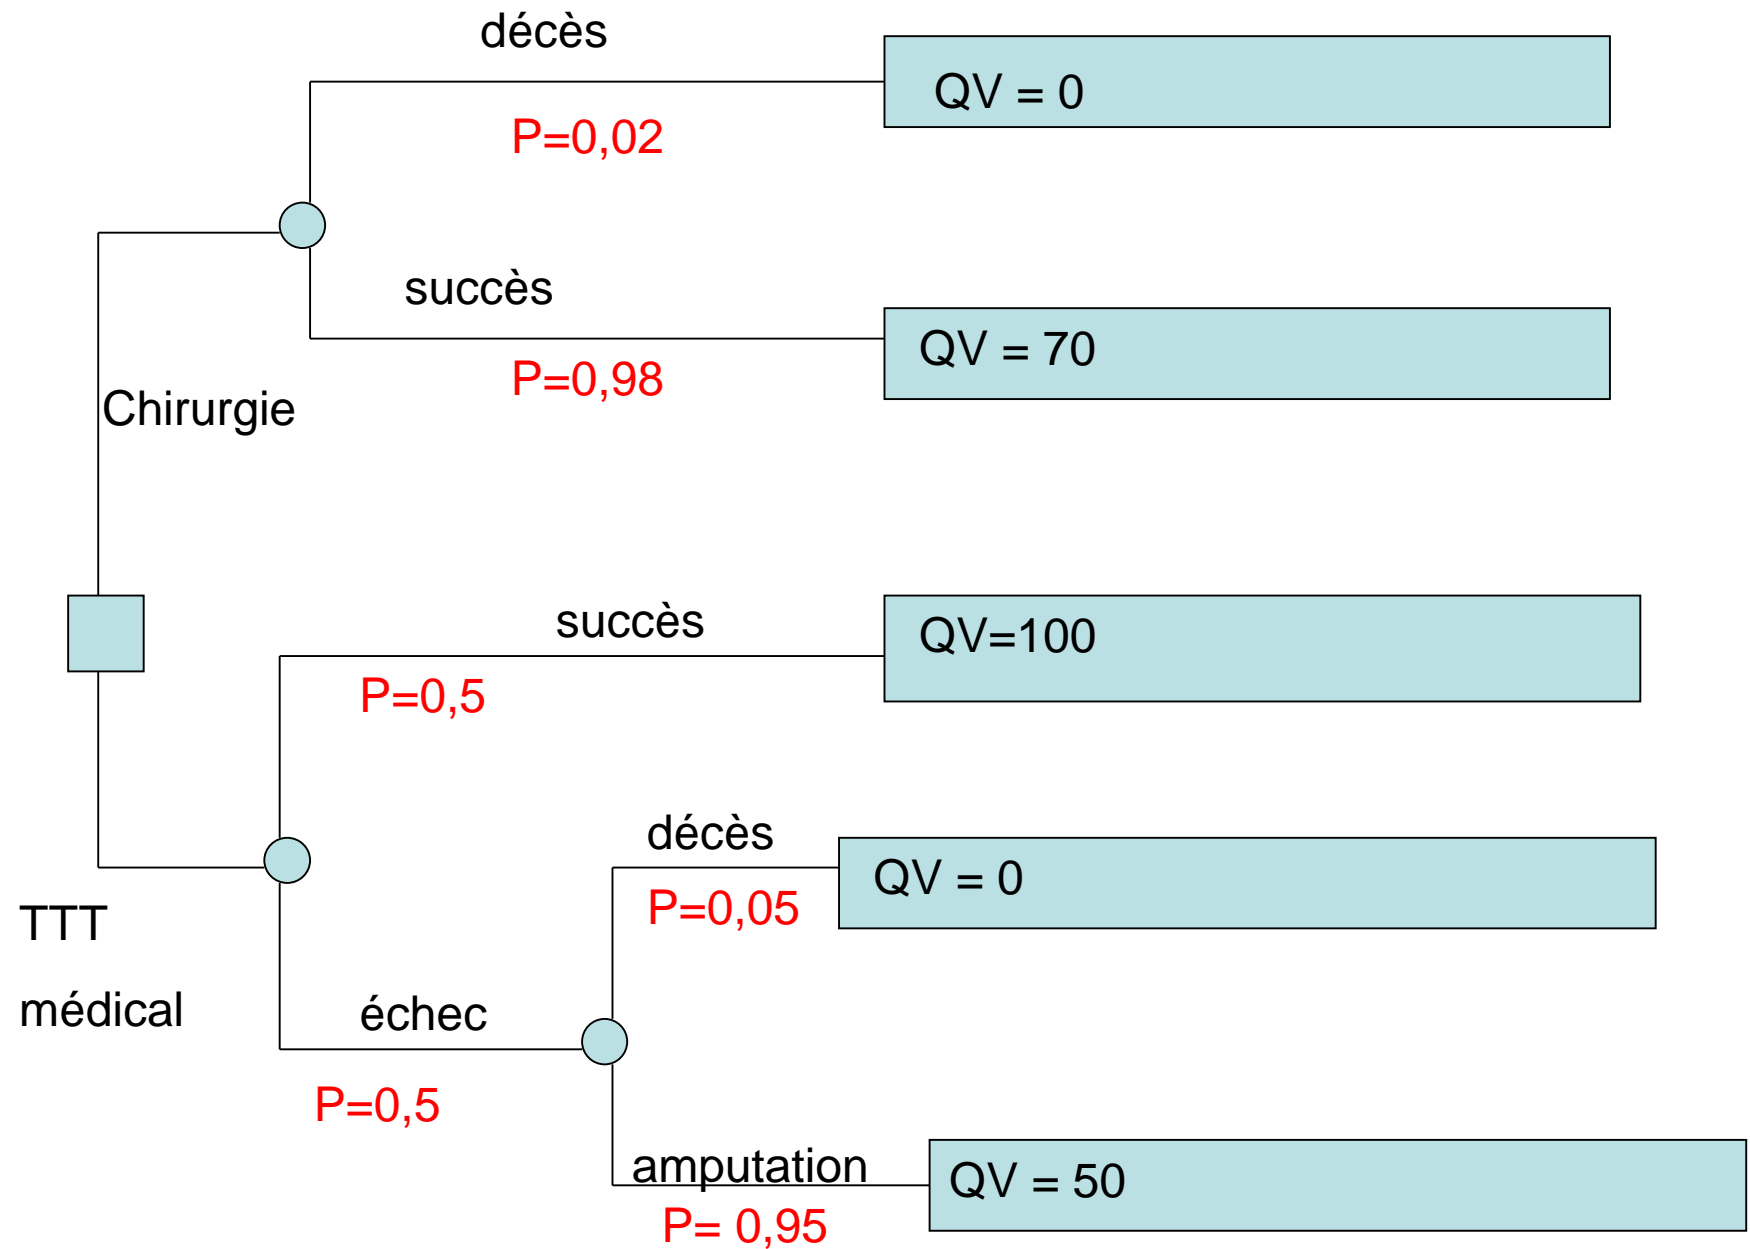 décès
QV = 0
P=0,02
succès
QV = 70
P=0,98
Chirurgie
succès
QV=100
P=0,5
décès
QV = 0
P=0,05
TTT
médical
échec
P=0,5
amputation
QV = 50
P= 0,95